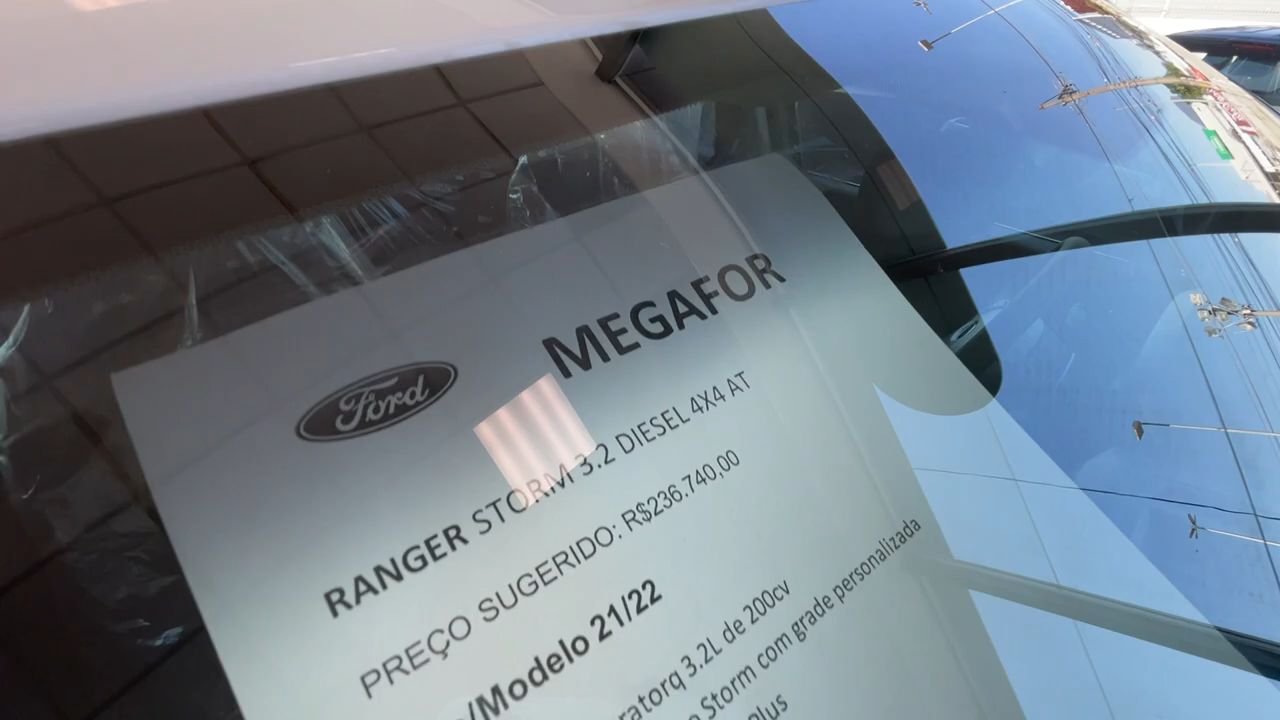 MEGAFOR
Ford
RANGER STORM 3.2 DIESEL 4X4 AT
PREÇO SUGERIDO: R$236.740,00
/Modelo 21/22
ratorq 3.2L de 200cv
Storm com grade personalizada
plus